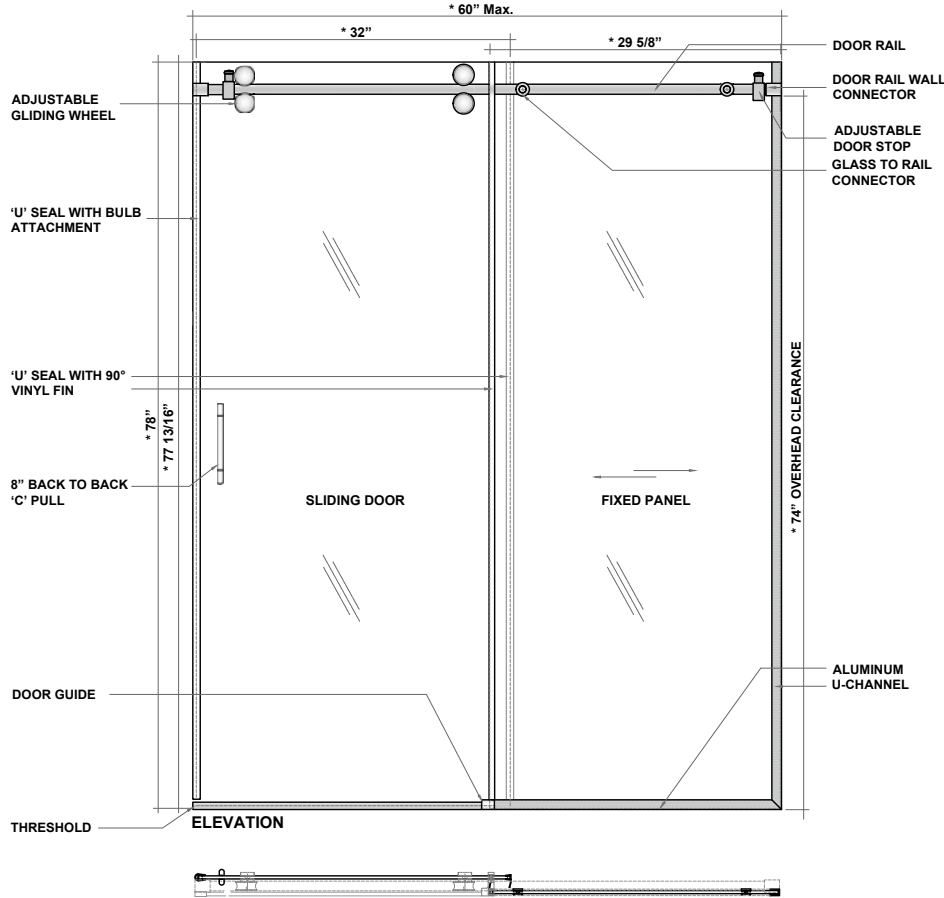 * 60” Max.
* 32”
* 29 5/8”
DOOR RAIL
DOOR RAIL WALL
CONNECTOR
ADJUSTABLE
DOOR STOP
GLASS TO RAIL
CONNECTOR
ADJUSTABLE
GLIDING WHEEL
‘U’ SEAL WITH BULB
ATTACHMENT
‘U’ SEAL WITH 90°
VINYL FIN
* 78”
* 77 13/16”
* 74” OVERHEAD CLEARANCE
8” BACK TO BACK
‘C’ PULL
SLIDING DOOR
FIXED PANEL
DOOR GUIDE
ALUMINUM
U-CHANNEL
THRESHOLD
ELEVATION